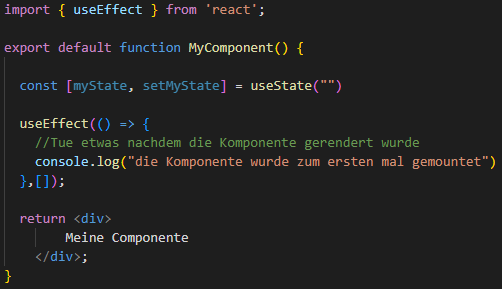 import { useEffect } from 'react';
export default function MyComponent() {
const [myState, setMyState] = useState("")
useEffect(() => {
//Tue etwas nachdem die Komponente gerendert wurde
console.log("die Komponente wurde zum ersten mal gemountet")
},[]);
return <div>
Meine Componente
</div>;
}